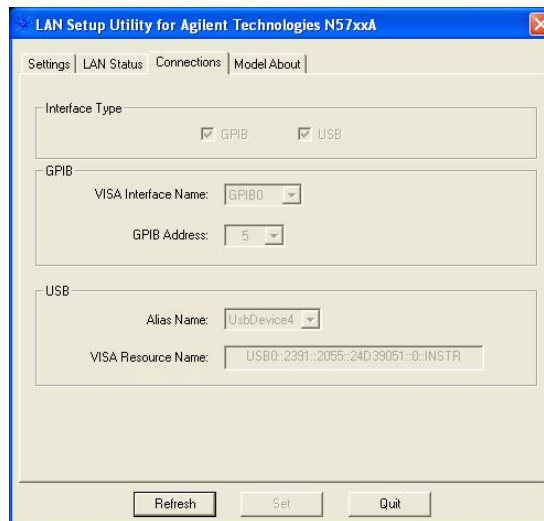 LAN Setup Utility for Agilent Technologies N57xxA
Settings LAN Status Connections Model About
Interface Type
GPIB USB
GPIB
VISA Interface Name: GPIB0
GPIB Address: 5
USB
Alias Name: UsbDevice4
VISA Resource Name: USB0::2391::2055::24D39051::0::INSTR
Refresh Set Quit